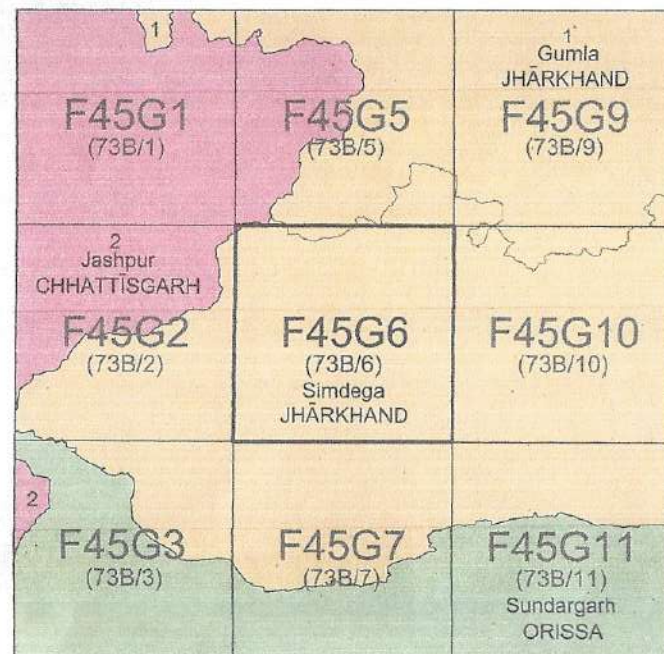 1
1
Gumla
JHĀRKHAND
F45G1
(73B/1)
F45G5
(73B/5)
F45G9
(73B/9)
2
Jashpur
CHHATTĪSGARH
F45G2
(73B/2)
F45G6
(73B/6)
Simdega
JHĀRKHAND
F45G10
(73B/10)
2
F45G3
(73B/3)
F45G7
(73B/7)
F45G11
(73B/11)
Sundargarh
ORISSA